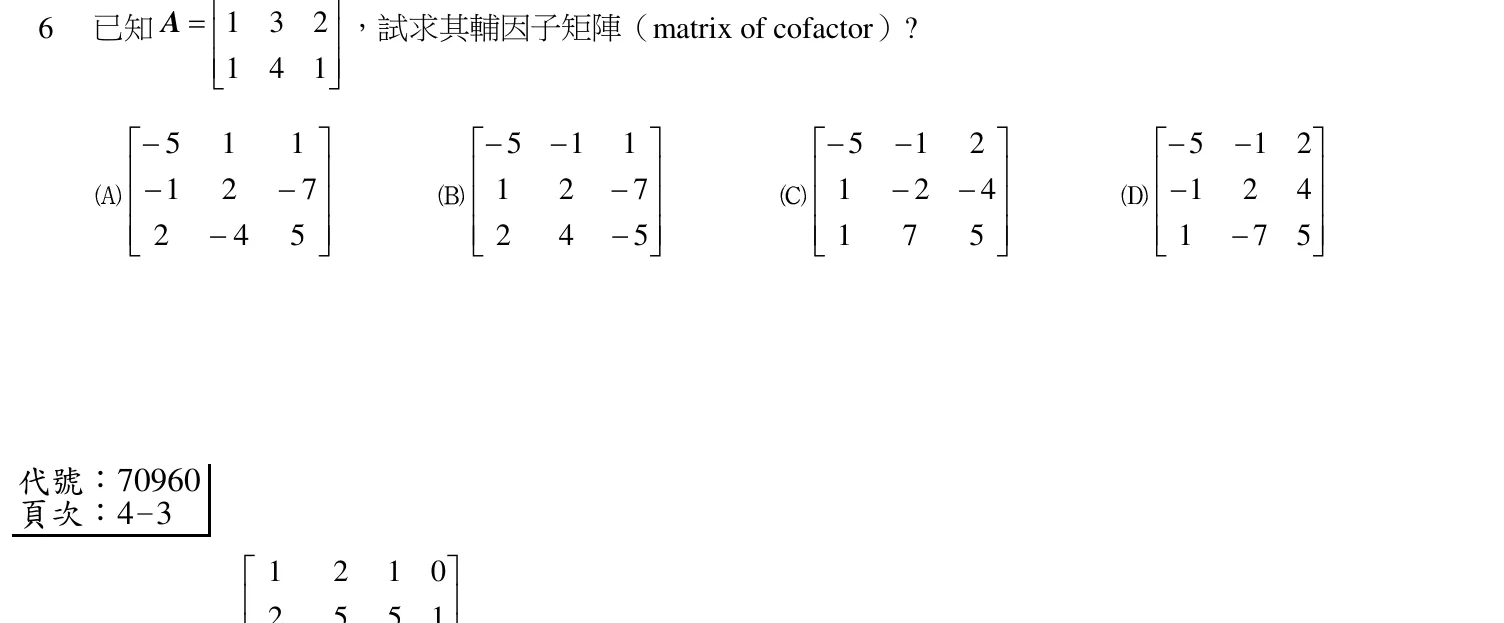 6 已知 A = [1 3 2
1 4 1] ，試求其輔因子矩陣（matrix of cofactor）?
(A) [−5 1 1 (B) [−5 −1 1 (C) [−5 −1 2 (D) [−5 −1 2
−1 2 −7 1 2 −7 1 −2 −4 −1 2 4
2 −4 5] 2 4 −5] 1 7 5] 1 −7 5]
代號：70960
頁次：4−3
1 2 1 0
2 5 5 1